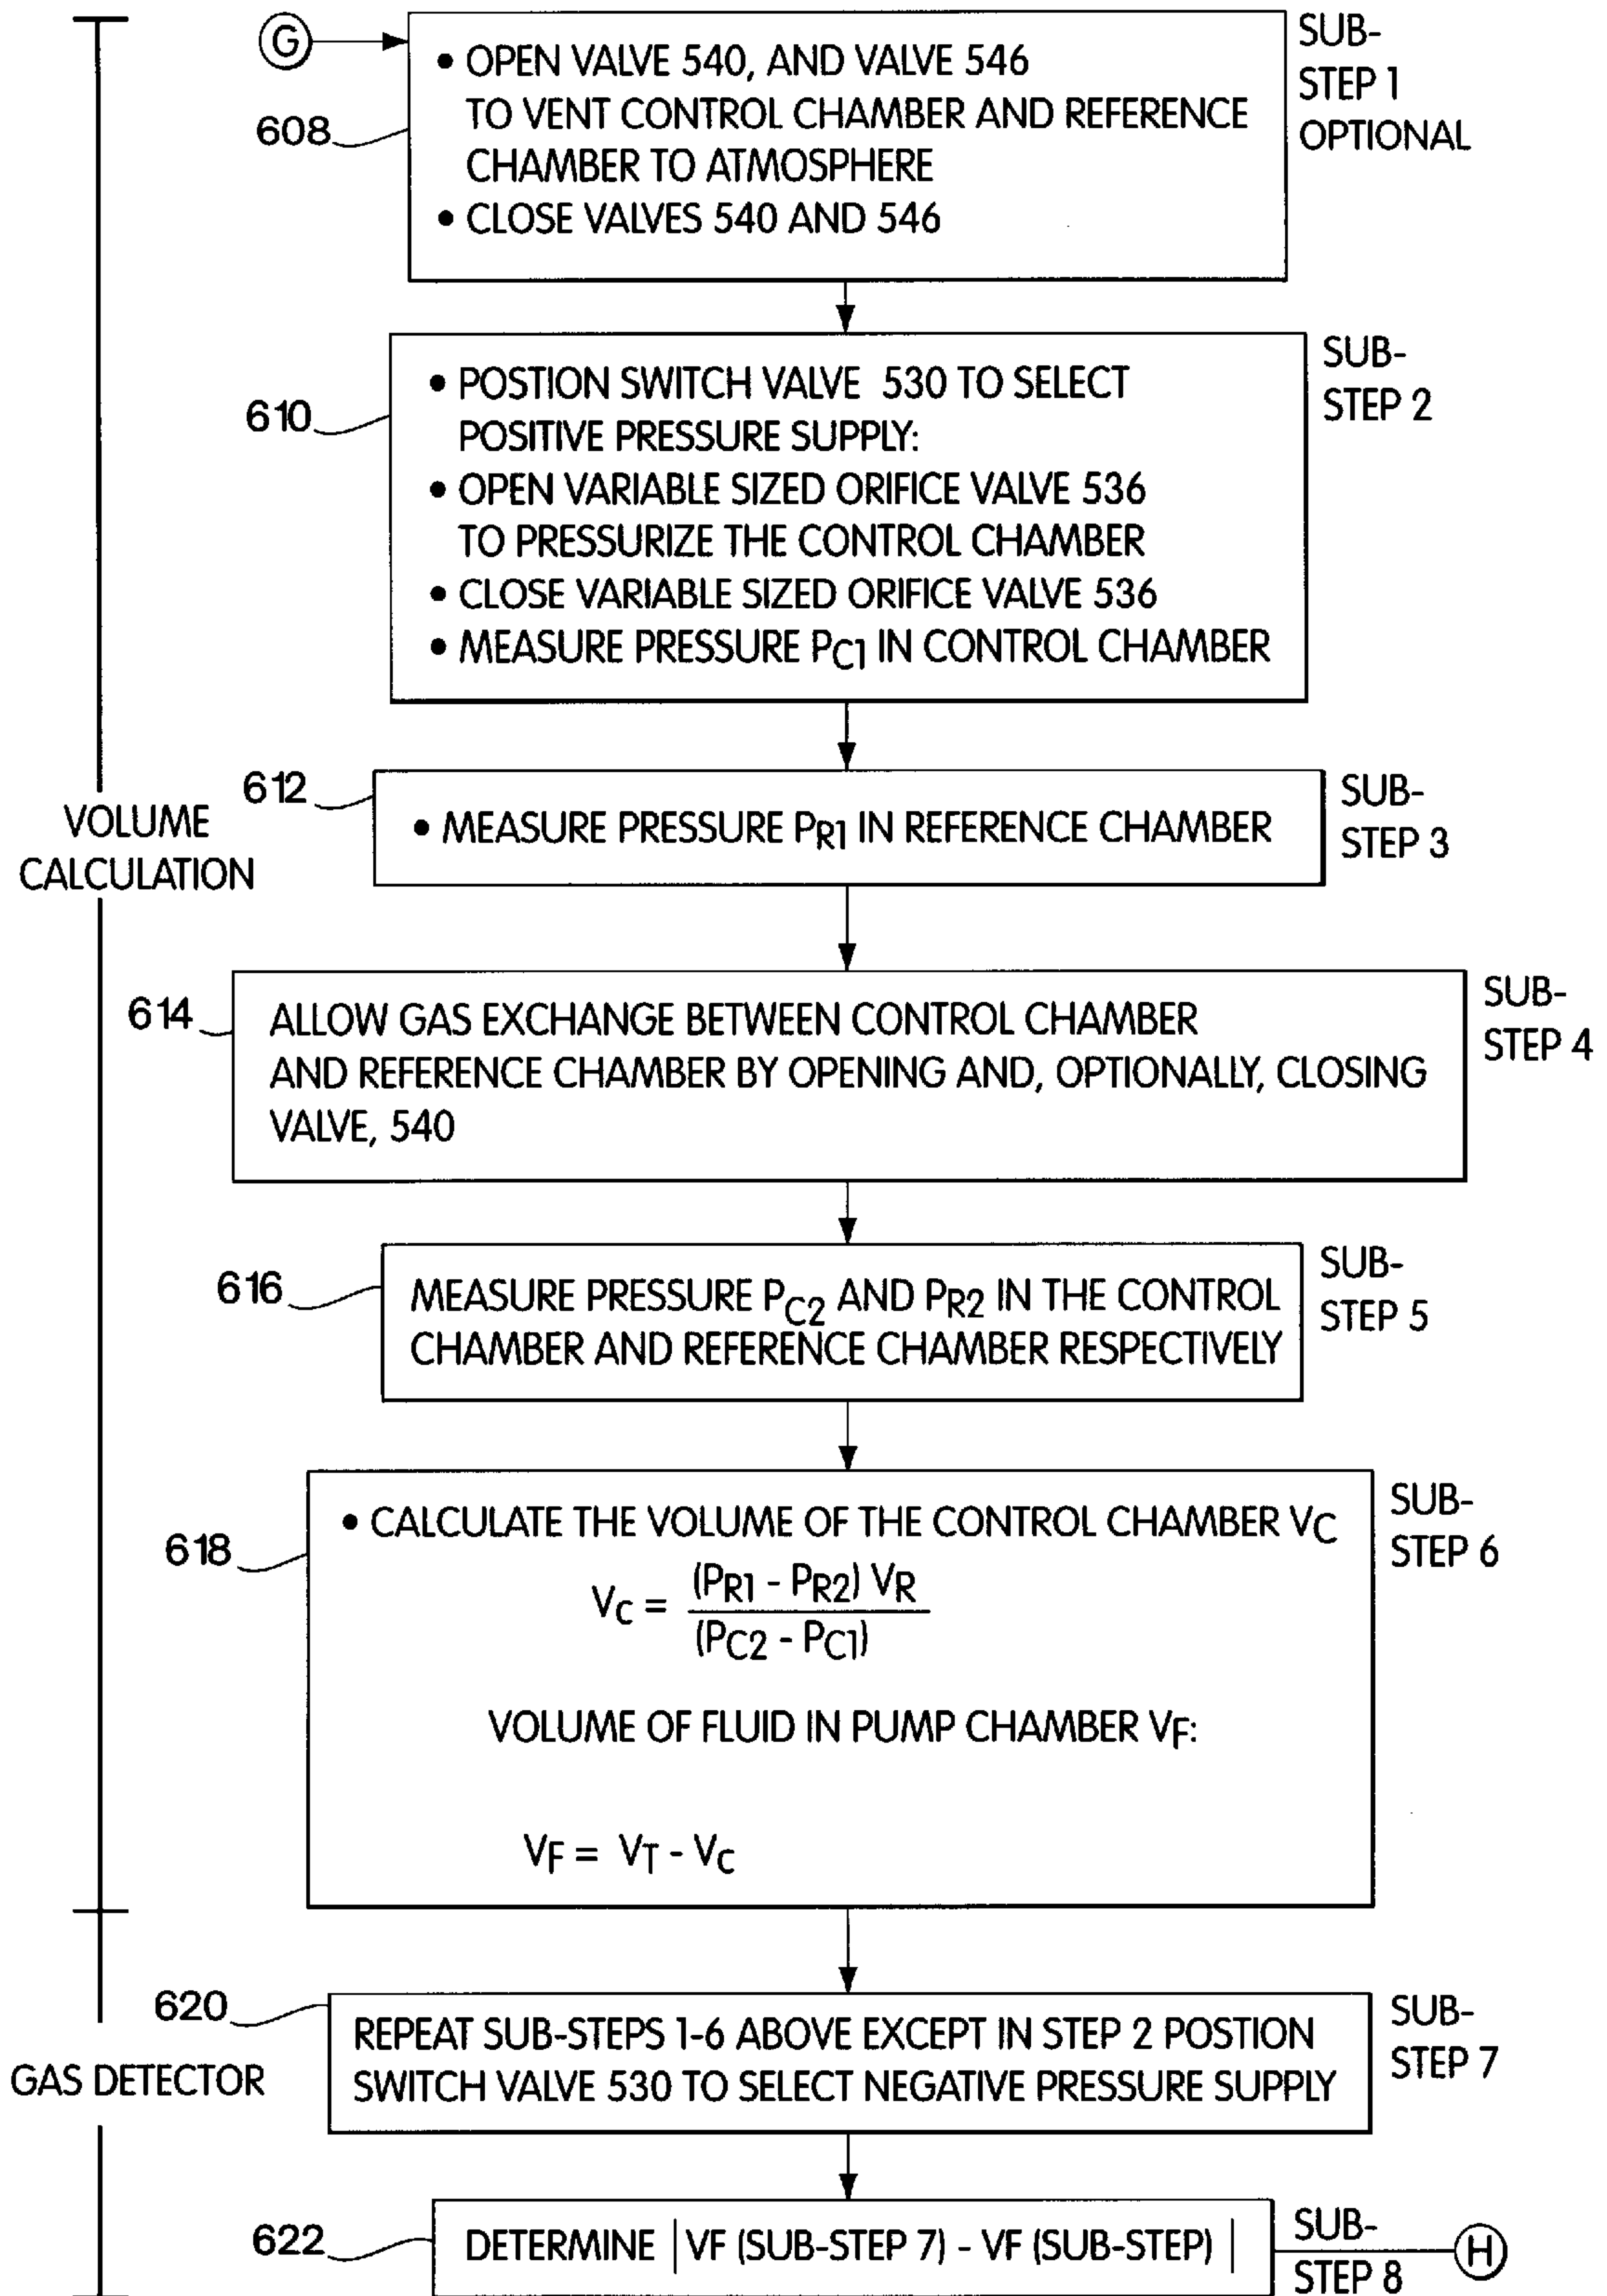 G
608
• OPEN VALVE 540, AND VALVE 546
TO VENT CONTROL CHAMBER AND REFERENCE
CHAMBER TO ATMOSPHERE
• CLOSE VALVES 540 AND 546
SUB-
STEP 1
OPTIONAL
610
• POSTION SWITCH VALVE 530 TO SELECT
POSITIVE PRESSURE SUPPLY:
• OPEN VARIABLE SIZED ORIFICE VALVE 536
TO PRESSURIZE THE CONTROL CHAMBER
• CLOSE VARIABLE SIZED ORIFICE VALVE 536
• MEASURE PRESSURE PC1 IN CONTROL CHAMBER
SUB-
STEP 2
VOLUME
CALCULATION
612
• MEASURE PRESSURE PR1 IN REFERENCE CHAMBER
SUB-
STEP 3
614
ALLOW GAS EXCHANGE BETWEEN CONTROL CHAMBER
AND REFERENCE CHAMBER BY OPENING AND, OPTIONALLY, CLOSING
VALVE, 540
SUB-
STEP 4
616
MEASURE PRESSURE PC2 AND PR2 IN THE CONTROL
CHAMBER AND REFERENCE CHAMBER RESPECTIVELY
SUB-
STEP 5
618
• CALCULATE THE VOLUME OF THE CONTROL CHAMBER VC
VC = (PR1 - PR2) VR
(PC2 - PC1)
VOLUME OF FLUID IN PUMP CHAMBER VF:
VF = VT - VC
SUB-
STEP 6
GAS DETECTOR
620
REPEAT SUB-STEPS 1-6 ABOVE EXCEPT IN STEP 2 POSTION
SWITCH VALVE 530 TO SELECT NEGATIVE PRESSURE SUPPLY
SUB-
STEP 7
622
DETERMINE | VF (SUB-STEP 7) - VF (SUB-STEP) |
SUB-
STEP 8
H